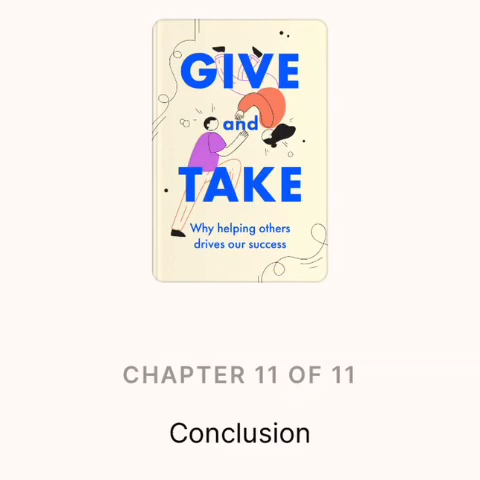 GIVE
and
TAKE
Why helping others
drives our success
CHAPTER 11 OF 11
Conclusion